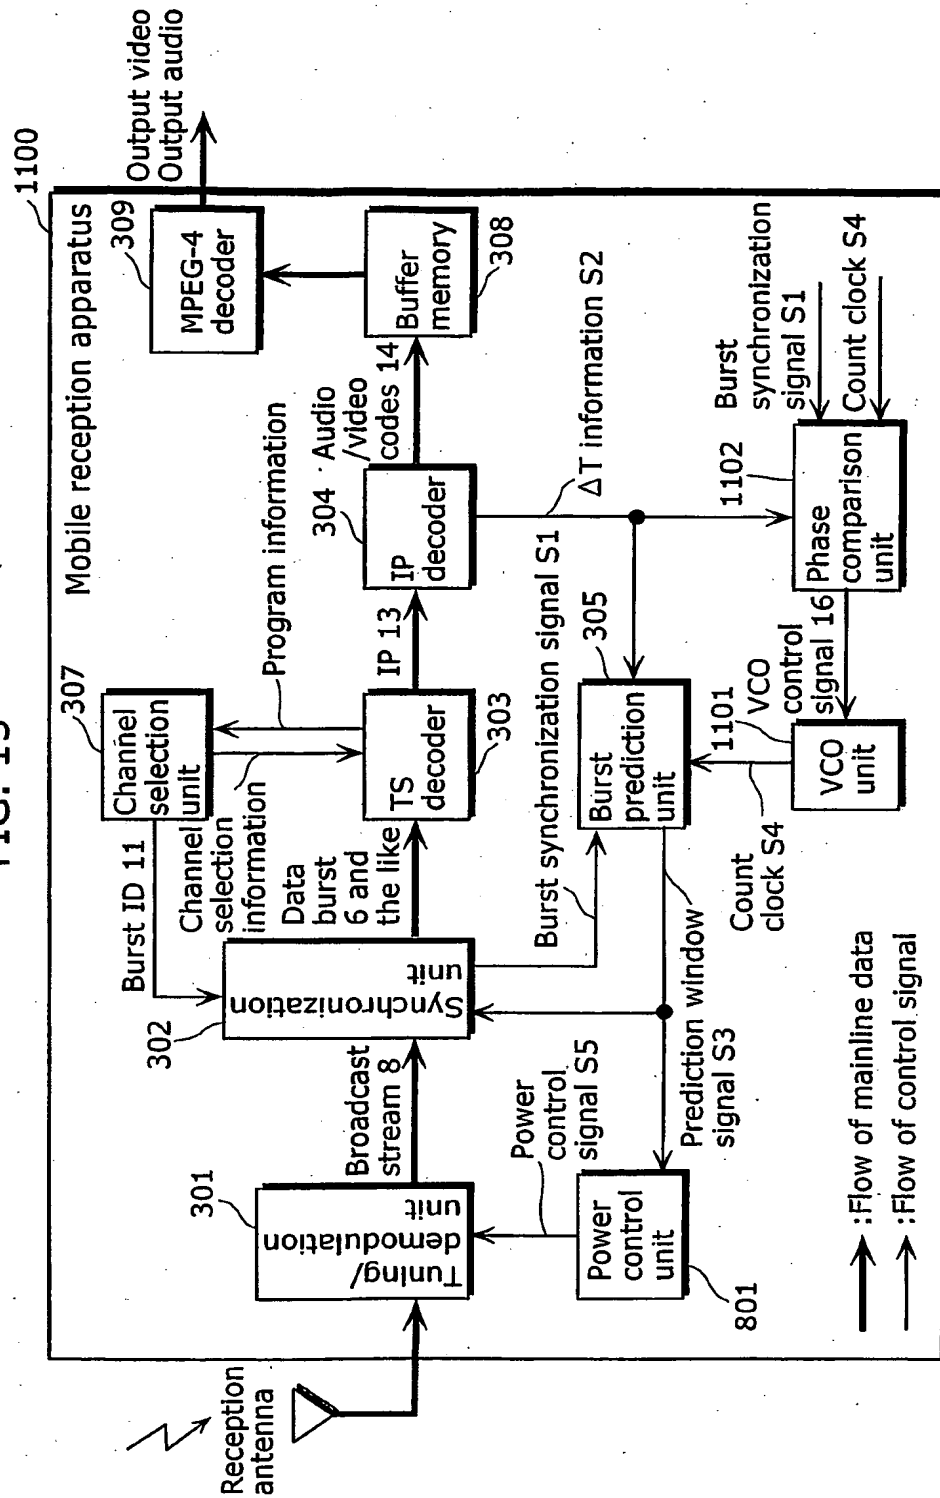 Mobile reception apparatus
1100
Reception
antenna
301
Tuning/
demodulation
unit
Broadcast
stream 8
302
Synchronization
unit
Burst ID 11
307
Channel
selection
unit
Channel
selection
information
Program information
Data
burst
6 and
the like
TS
decoder
303
IP 13
304
IP
decoder
Audio
/video
codes 14
Buffer
memory
308
309
MPEG-4
decoder
Output video
Output audio
Power
control
signal S5
Power
control
unit
801
Prediction window
signal S3
Burst synchronization signal S1
305
Burst
prediction
unit
ΔT information S2
Count
clock S4
1101
VCO
unit
VCO
control
signal 16
1102
Phase
comparison
unit
Burst
synchronization
signal S1
Count clock S4
:Flow of mainline data
:Flow of control signal